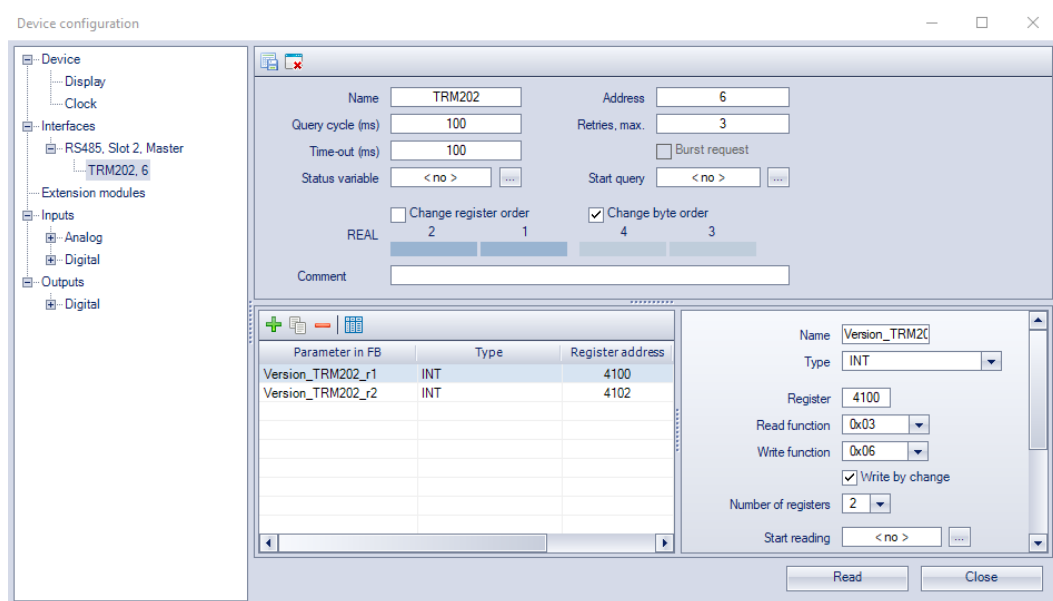 Device configuration
Device
Display
Clock
Interfaces
RS485, Slot 2, Master
TRM202, 6
Extension modules
Inputs
Analog
Digital
Outputs
Digital
Name TRM202 Address 6
Query cycle (ms) 100 Retries, max. 3
Time-out (ms) 100 Burst request
Status variable < no > ... Start query < no > ...
Change register order Change byte order
REAL 2 1 4 3
Comment
Parameter in FB Type Register address
Version_TRM202_r1 INT 4100
Version_TRM202_r2 INT 4102
Name Version_TRM20
Type INT
Register 4100
Read function 0x03
Write function 0x06
Write by change
Number of registers 2
Start reading < no > ...
Read Close